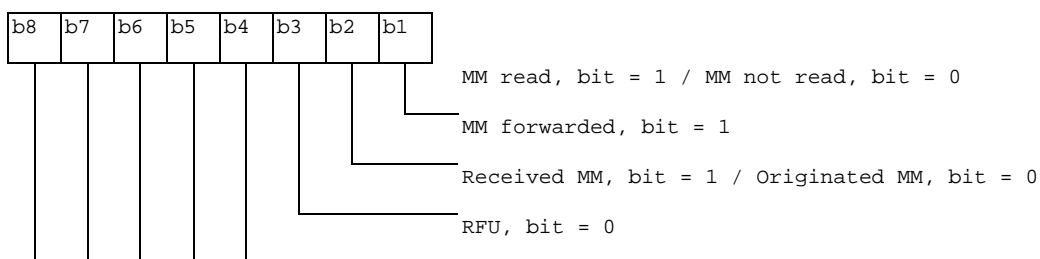 b8 b7 b6 b5 b4 b3 b2 b1
MM read, bit = 1 / MM not read, bit = 0
MM forwarded, bit = 1
Received MM, bit = 1 / Originated MM, bit = 0
RFU, bit = 0